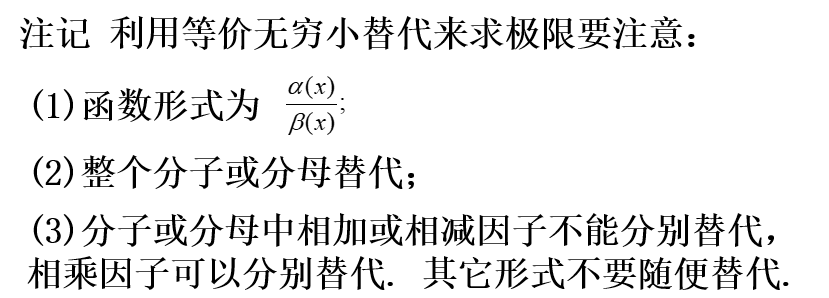 注记 利用等价无穷小替代来求极限要注意:
(1)函数形式为 α(x)/β(x);
(2)整个分子或分母替代;
(3)分子或分母中相加或相减因子不能分别替代,
相乘因子可以分别替代. 其它形式不要随便替代.